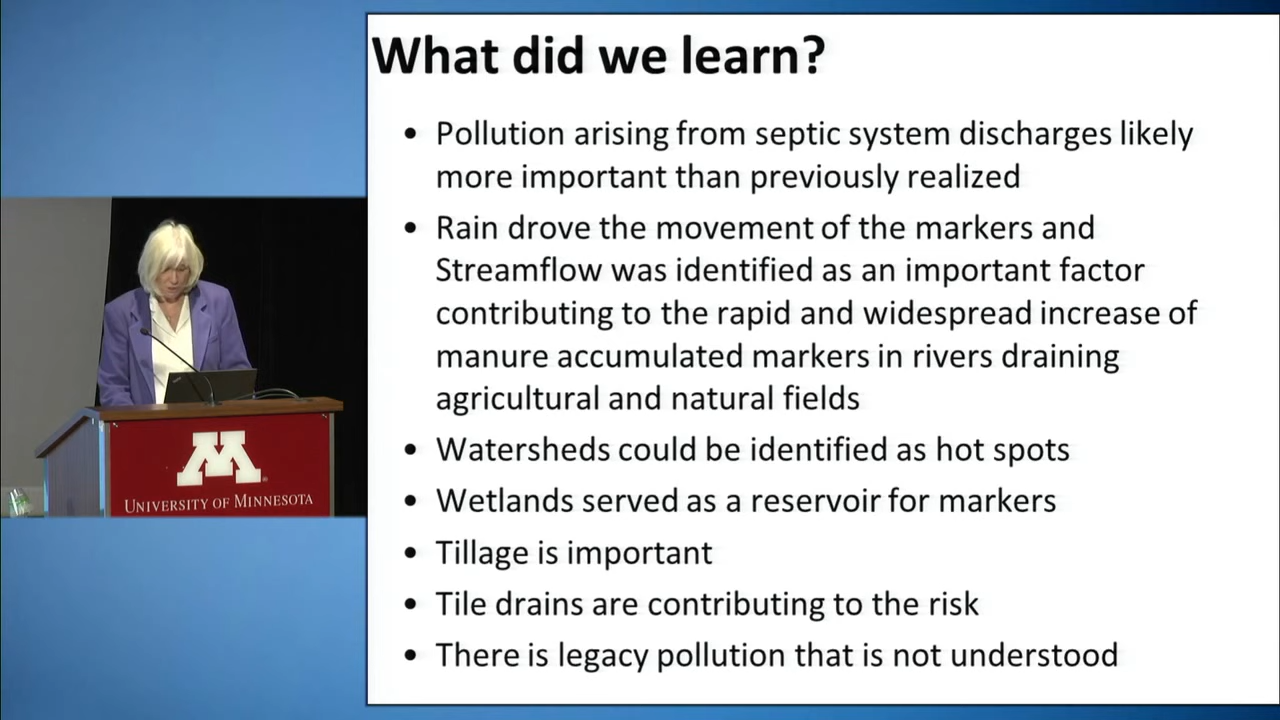 What did we learn?
• Pollution arising from septic system discharges likely
more important than previously realized
• Rain drove the movement of the markers and
Streamflow was identified as an important factor
contributing to the rapid and widespread increase of
manure accumulated markers in rivers draining
agricultural and natural fields
• Watersheds could be identified as hot spots
• Wetlands served as a reservoir for markers
• Tillage is important
• Tile drains are contributing to the risk
• There is legacy pollution that is not understood
M
UNIVERSITY OF MINNESOTA